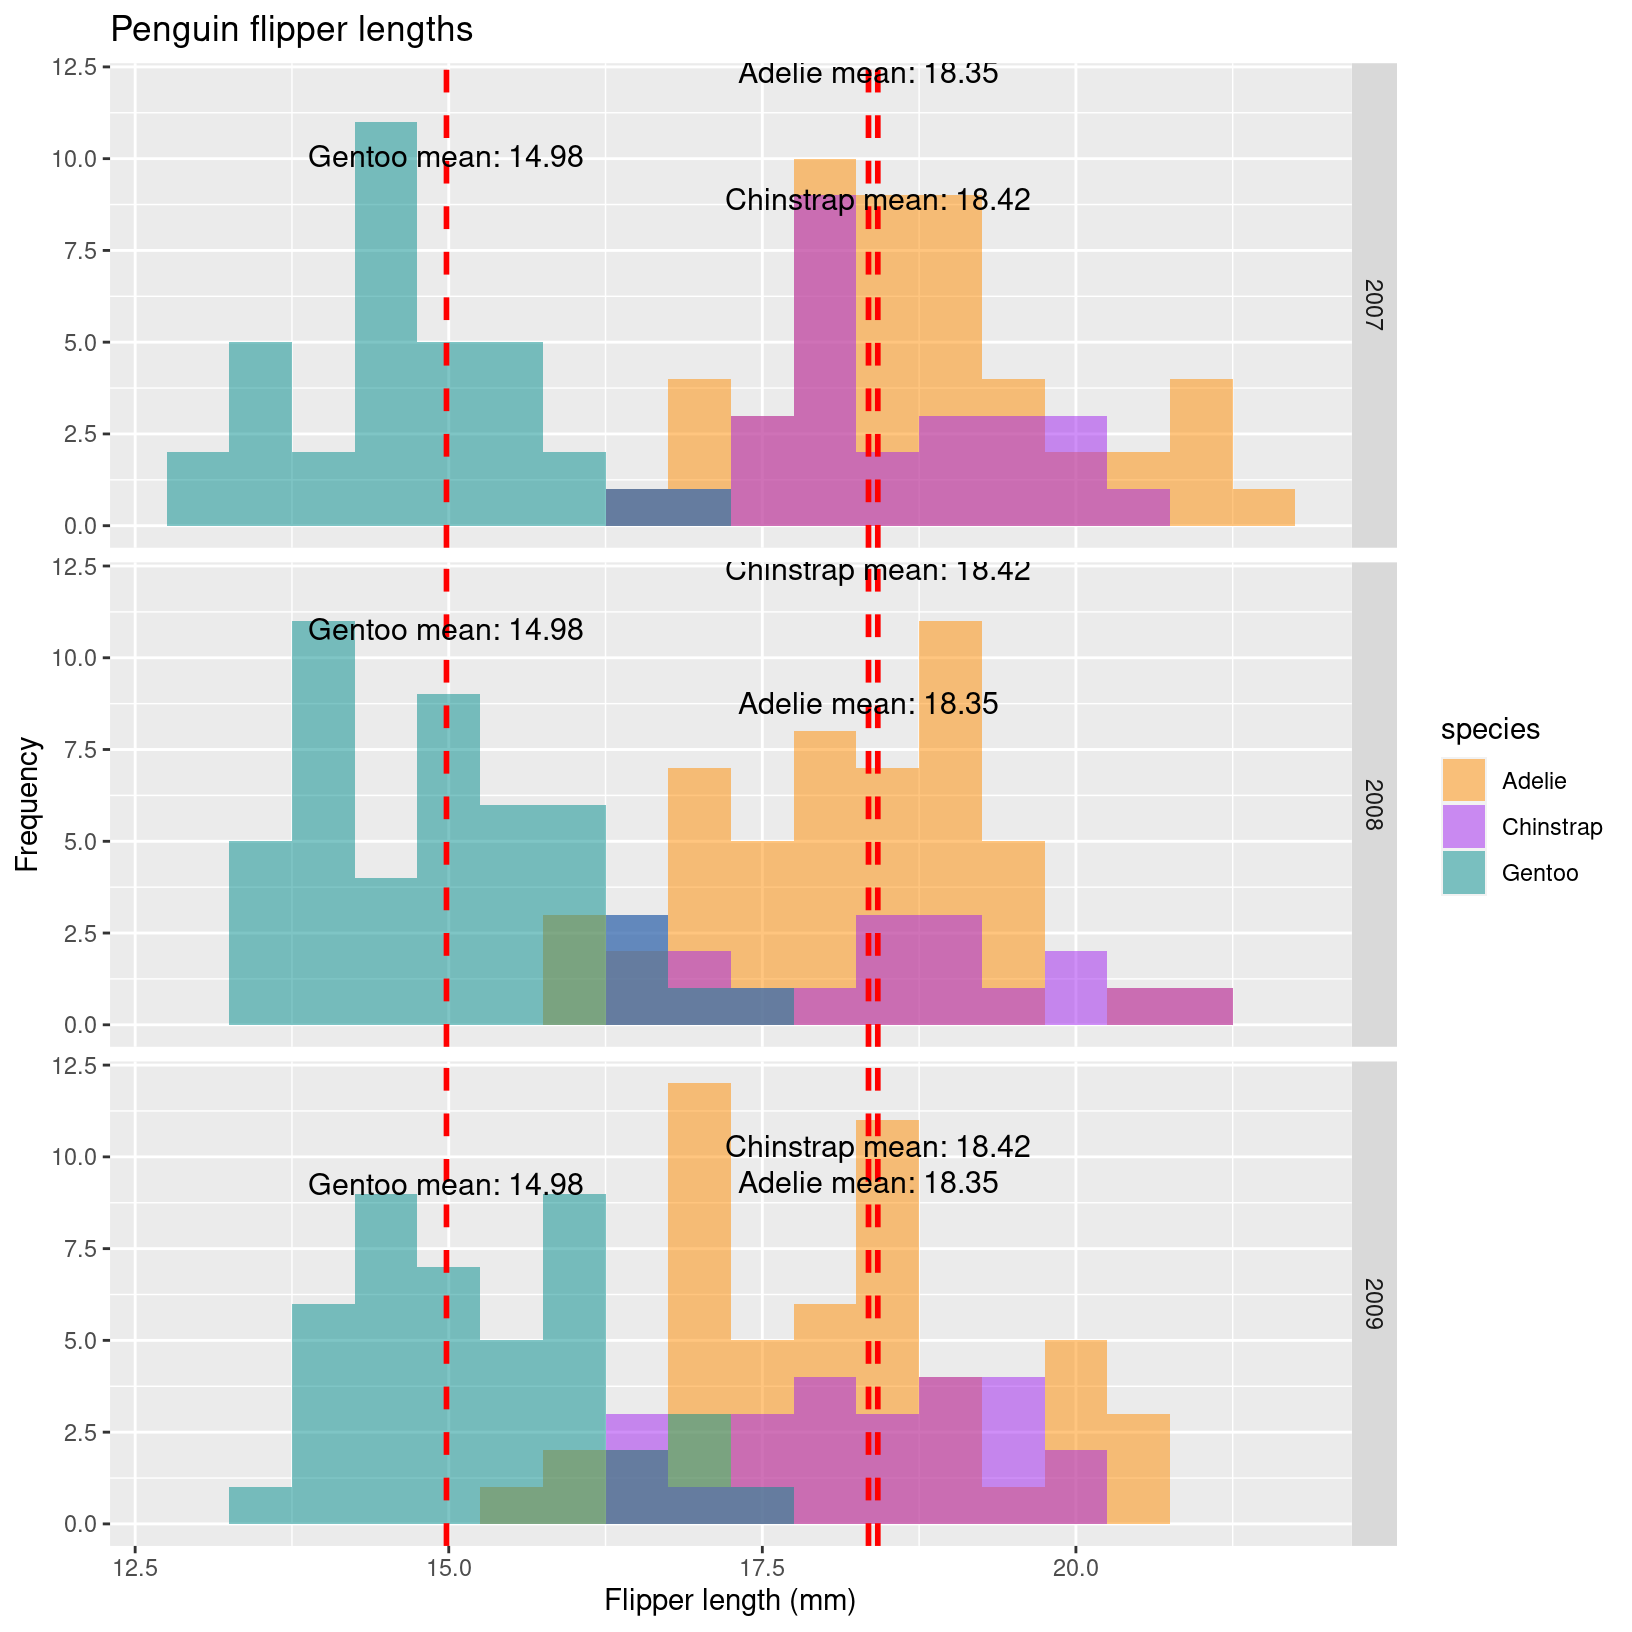 Penguin flipper lengths
12.5
10.0
7.5
5.0
2.5
0.0
Adelie mean: 18.35
Gentoo mean: 14.98
Chinstrap mean: 18.42
2007
12.5
10.0
7.5
5.0
2.5
0.0
Chinstrap mean: 18.42
Gentoo mean: 14.98
Adelie mean: 18.35
2008
12.5
10.0
7.5
5.0
2.5
0.0
Chinstrap mean: 18.42
Gentoo mean: 14.98
Adelie mean: 18.35
2009
12.5
15.0
17.5
20.0
Flipper length (mm)
Frequency
species
Adelie
Chinstrap
Gentoo